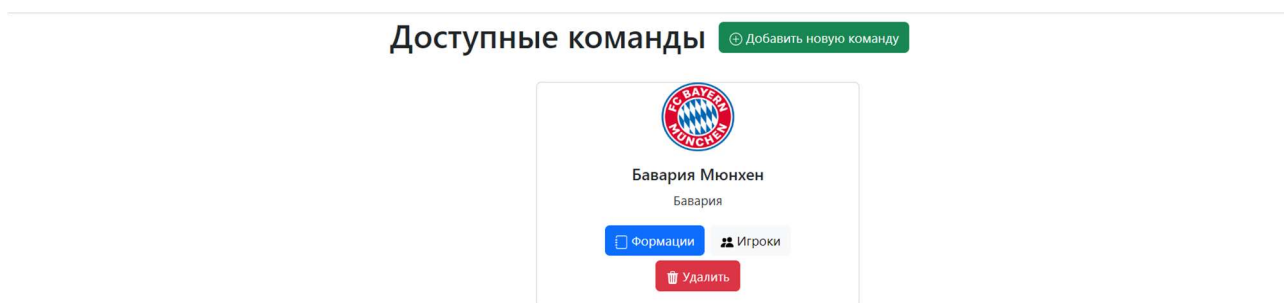 Доступные команды
Добавить новую команду
FC BAYERN
MÜNCHEN
Бавария Мюнхен
Бавария
Формации
Игроки
Удалить